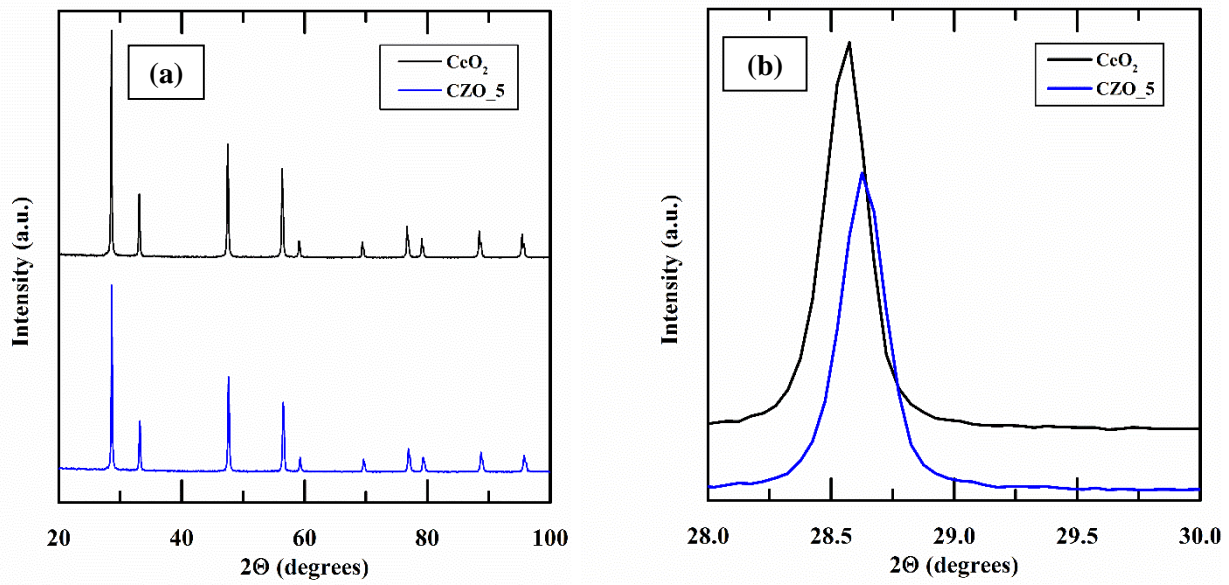 (a)
CeO₂
CZO_5
Intensity (a.u.)
20 40 60 80 100
2Θ (degrees)
(b)
CeO₂
CZO_5
Intensity (a.u.)
28.0 28.5 29.0 29.5 30.0
2Θ (degrees)